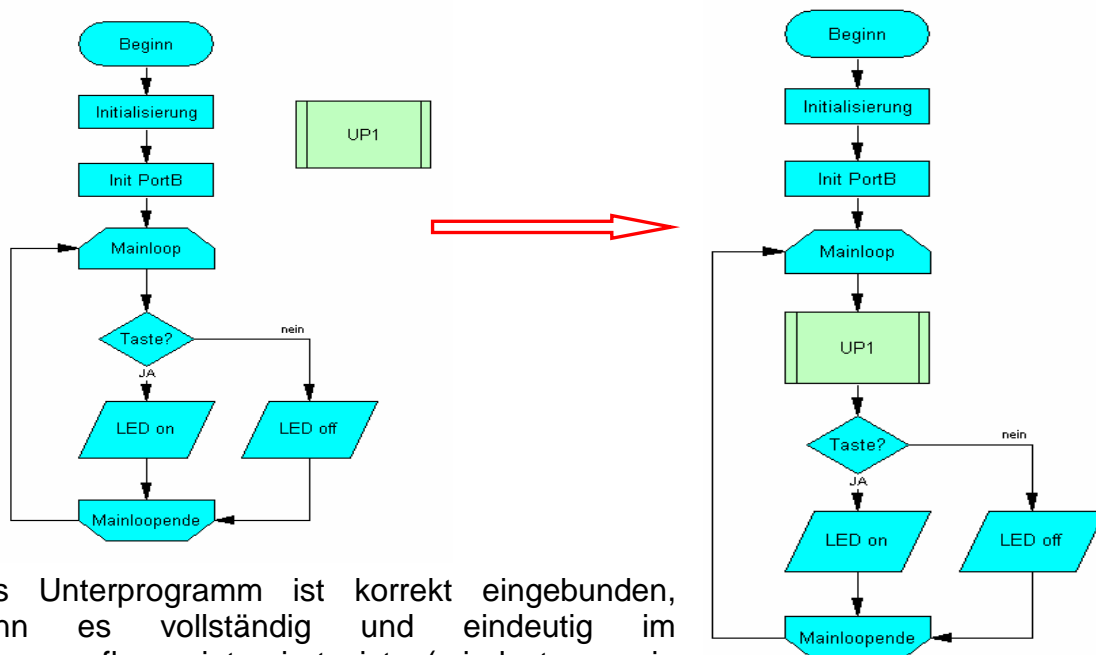 Beginn
Initialisierung
Init PortB
Mainloop
Taste?
nein
JA
LED on
LED off
Mainloopende
UP1
Beginn
Initialisierung
Init PortB
Mainloop
UP1
Taste?
nein
JA
LED on
LED off
Mainloopende
s Unterprogramm ist korrekt eingebunden,
nn es vollständig und eindeutig im